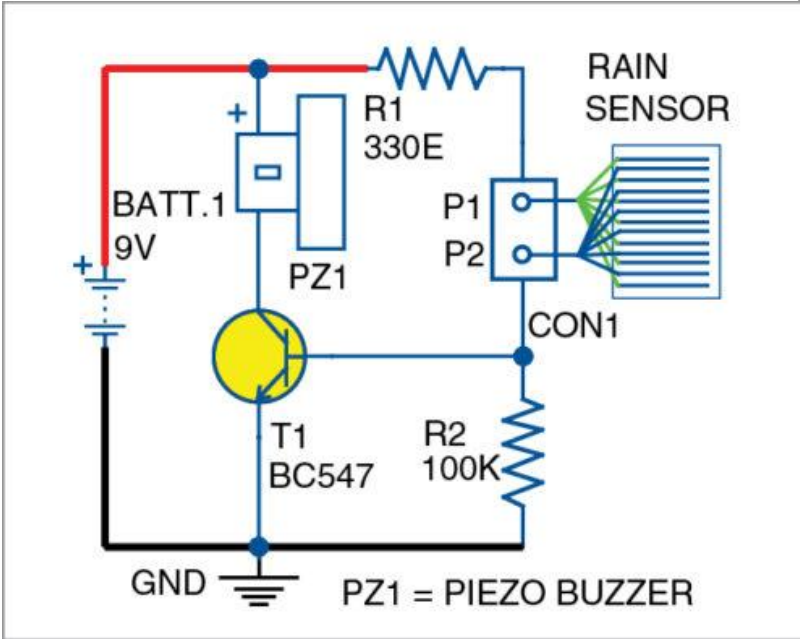 RAIN
SENSOR
+
R1
330E
BATT.1
9V
+
P1
P2
PZ1
CON1
T1
BC547
R2
100K
GND
PZ1 = PIEZO BUZZER